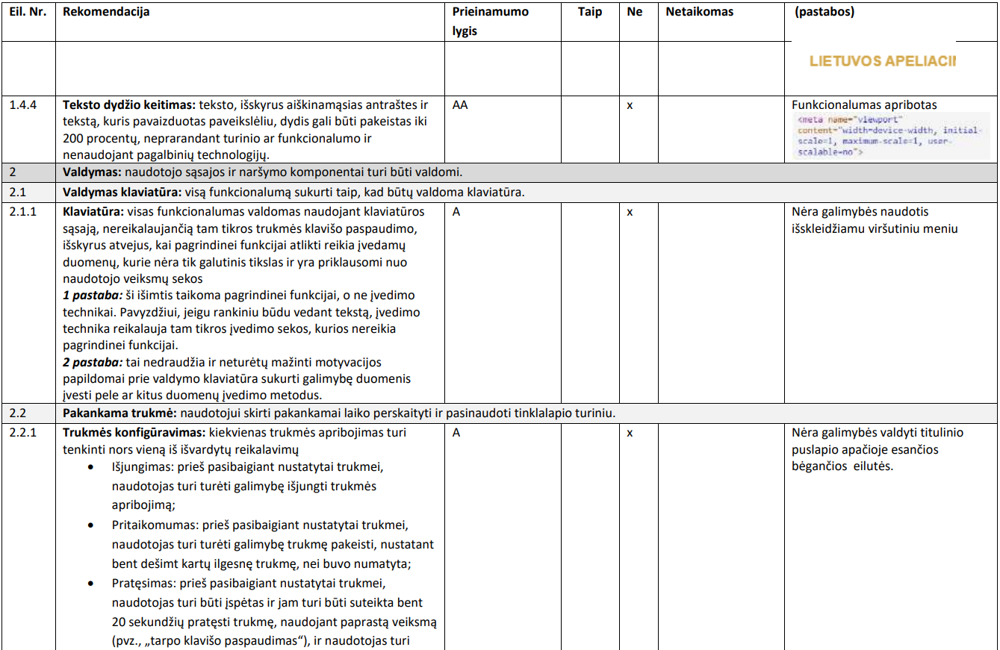 Eil. Nr. Rekomendacija Prieinamumo lygis Taip Ne Netaikomas (pastabos)
LIETUVOS APELIACI
1.4.4 Teksto dydžio keitimas: teksto, išskyrus aiškinamąsias antraštes ir AA x Funkcionalumas apribotas
tekstą, kuris pavaizduotas paveikslėliu, dydis gali būti pakeistas iki
200 procentų, neprarandant turinio ar funkcionalumo ir
nenaudojant pagalbinių technologijų.
<meta name="viewport"
content="width=device-width, initial-
scale=1, maximum-scale=1, user-
scalable=no">
2 Valdymas: naudotojo sąsajos ir naršymo komponentai turi būti valdomi.
2.1 Valdymas klaviatūra: visą funkcionalumą sukurti taip, kad būtų valdoma klaviatūra.
2.1.1 Klaviatūra: visas funkcionalumas valdomas naudojant klaviatūros A x Nėra galimybės naudotis
sąsają, nereikalaujančią tam tikros trukmės klavišo paspaudimo, išskleidžiamu viršutiniu meniu
išskyrus atvejus, kai pagrindinei funkcijai atlikti reikia įvedamų
duomenų, kurie nėra tik galutinis tikslas ir yra priklausomi nuo
naudotojo veiksmų sekos
1 pastaba: ši išimtis taikoma pagrindinei funkcijai, o ne įvedimo
technikai. Pavyzdžiui, jeigu rankiniu būdu vedant tekstą, įvedimo
technika reikalauja tam tikros įvedimo sekos, kurios nereikia
pagrindinei funkcijai.
2 pastaba: tai nedraudžia ir neturėtų mažinti motyvacijos
papildomai prie valdymo klaviatūra sukurti galimybę duomenis
įvesti pele ar kitus duomenų įvedimo metodus.
2.2 Pakankama trukmė: naudotojui skirti pakankamai laiko perskaityti ir pasinaudoti tinklalapio turiniu.
2.2.1 Trukmės konfigūravimas: kiekvienas trukmės apribojimas turi A x Nėra galimybės valdyti titulinio
tenkinti nors vieną iš išvardytų reikalavimų puslapio apačioje esančios
• Išjungimas: prieš pasibaigiant nustatytai trukmei, bėgančios eilutės.
naudotojas turi turėti galimybę išjungti trukmės
apribojimą;
• Pritaikomumas: prieš pasibaigiant nustatytai trukmei,
naudotojas turi turėti galimybę trukmę pakeisti, nustatant
bent dešimt kartų ilgesnę trukmę, nei buvo numatyta;
• Pratęsimas: prieš pasibaigiant nustatytai trukmei,
naudotojas turi būti įspėtas ir jam turi būti suteikta bent
20 sekundžių pratęsti trukmę, naudojant paprastą veiksmą
(pvz., „tarpo klavišo paspaudimas“), ir naudotojas turi